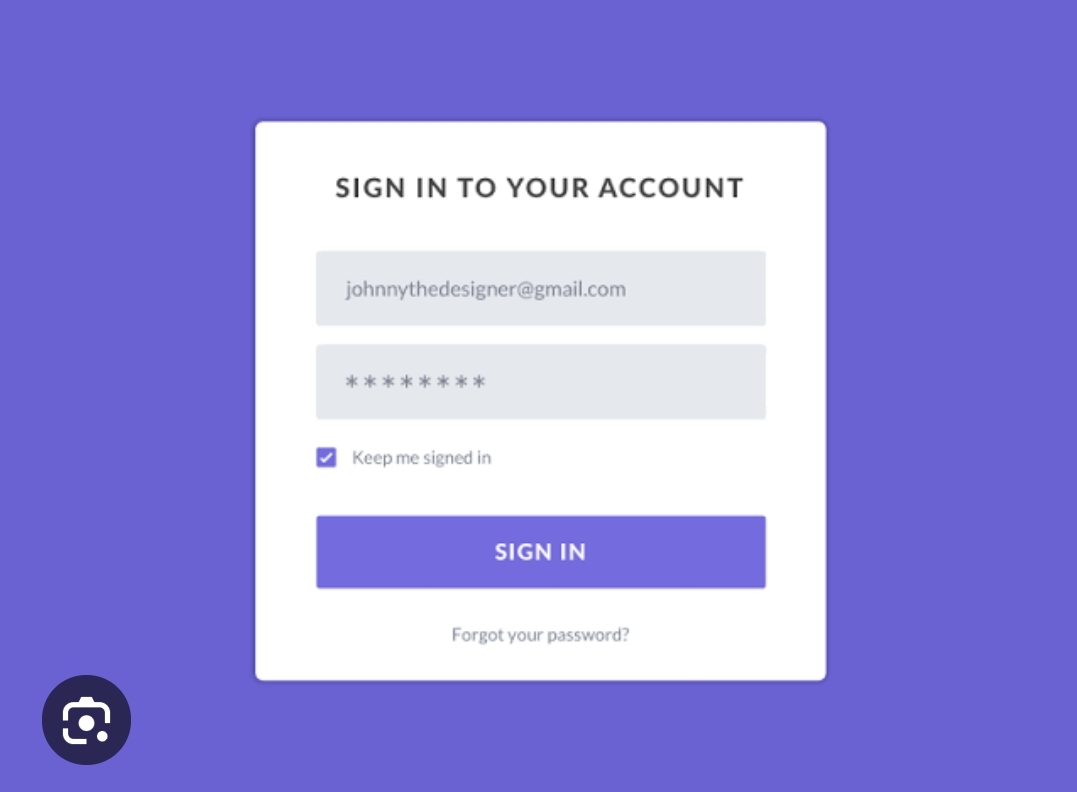 SIGN IN TO YOUR ACCOUNT
johnnythedesigner@gmail.com
********
Keep me signed in
SIGN IN
Forgot your password?